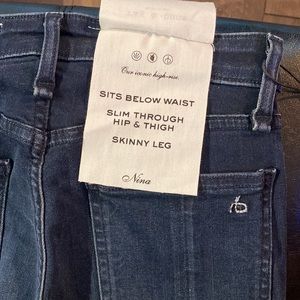 Our iconic high-rise.
SITS BELOW WAIST
SLIM THROUGH
HIP & THIGH
SKINNY LEG
Nina